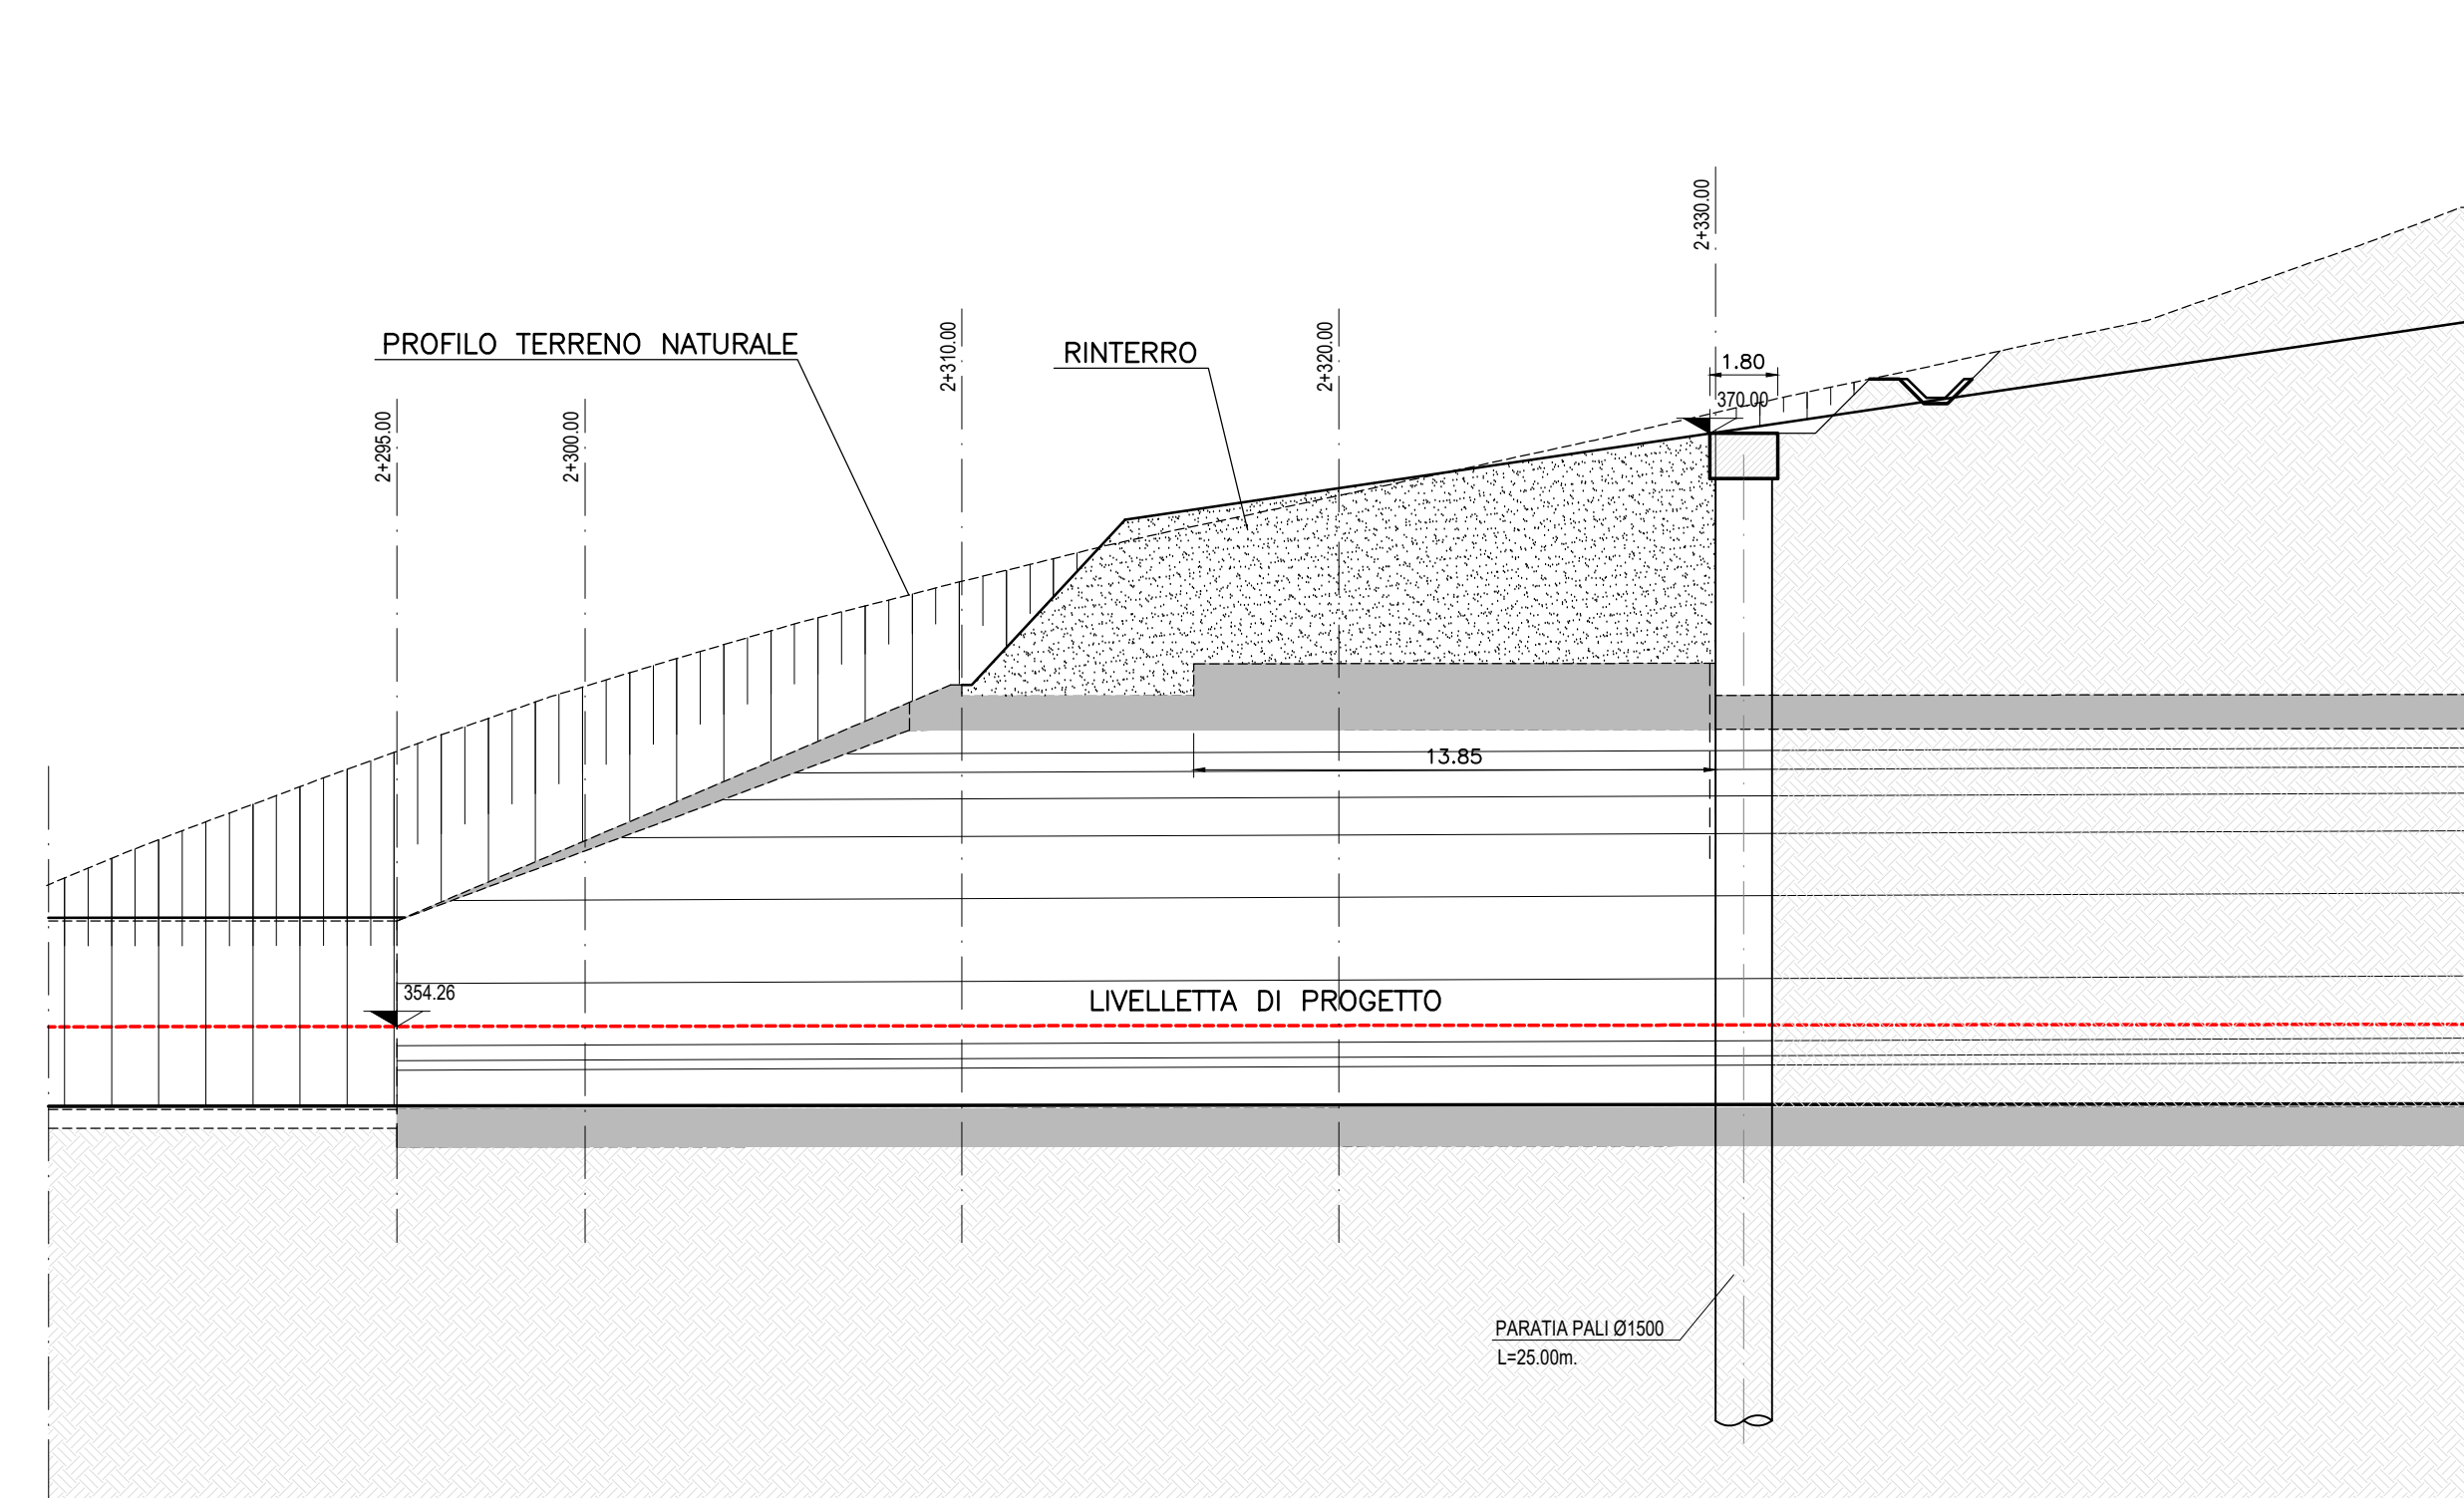 2+330.00
PROFILO TERRENO NATURALE
2+310.00
RINTERRO
2+320.00
1.80
370.00
2+295.00
2+300.00
13.85
354.26
LIVELLETTA DI PROGETTO
PARATIA PALI Ø1500
L=25.00m.